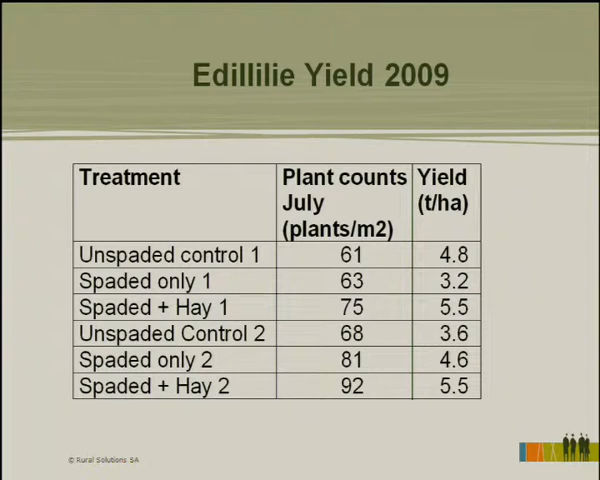 Edillilie Yield 2009
Treatment Plant counts July (plants/m2) Yield (t/ha)
Unspaded control 1 61 4.8
Spaded only 1 63 3.2
Spaded + Hay 1 75 5.5
Unspaded Control 2 68 3.6
Spaded only 2 81 4.6
Spaded + Hay 2 92 5.5
© Rural Solutions SA